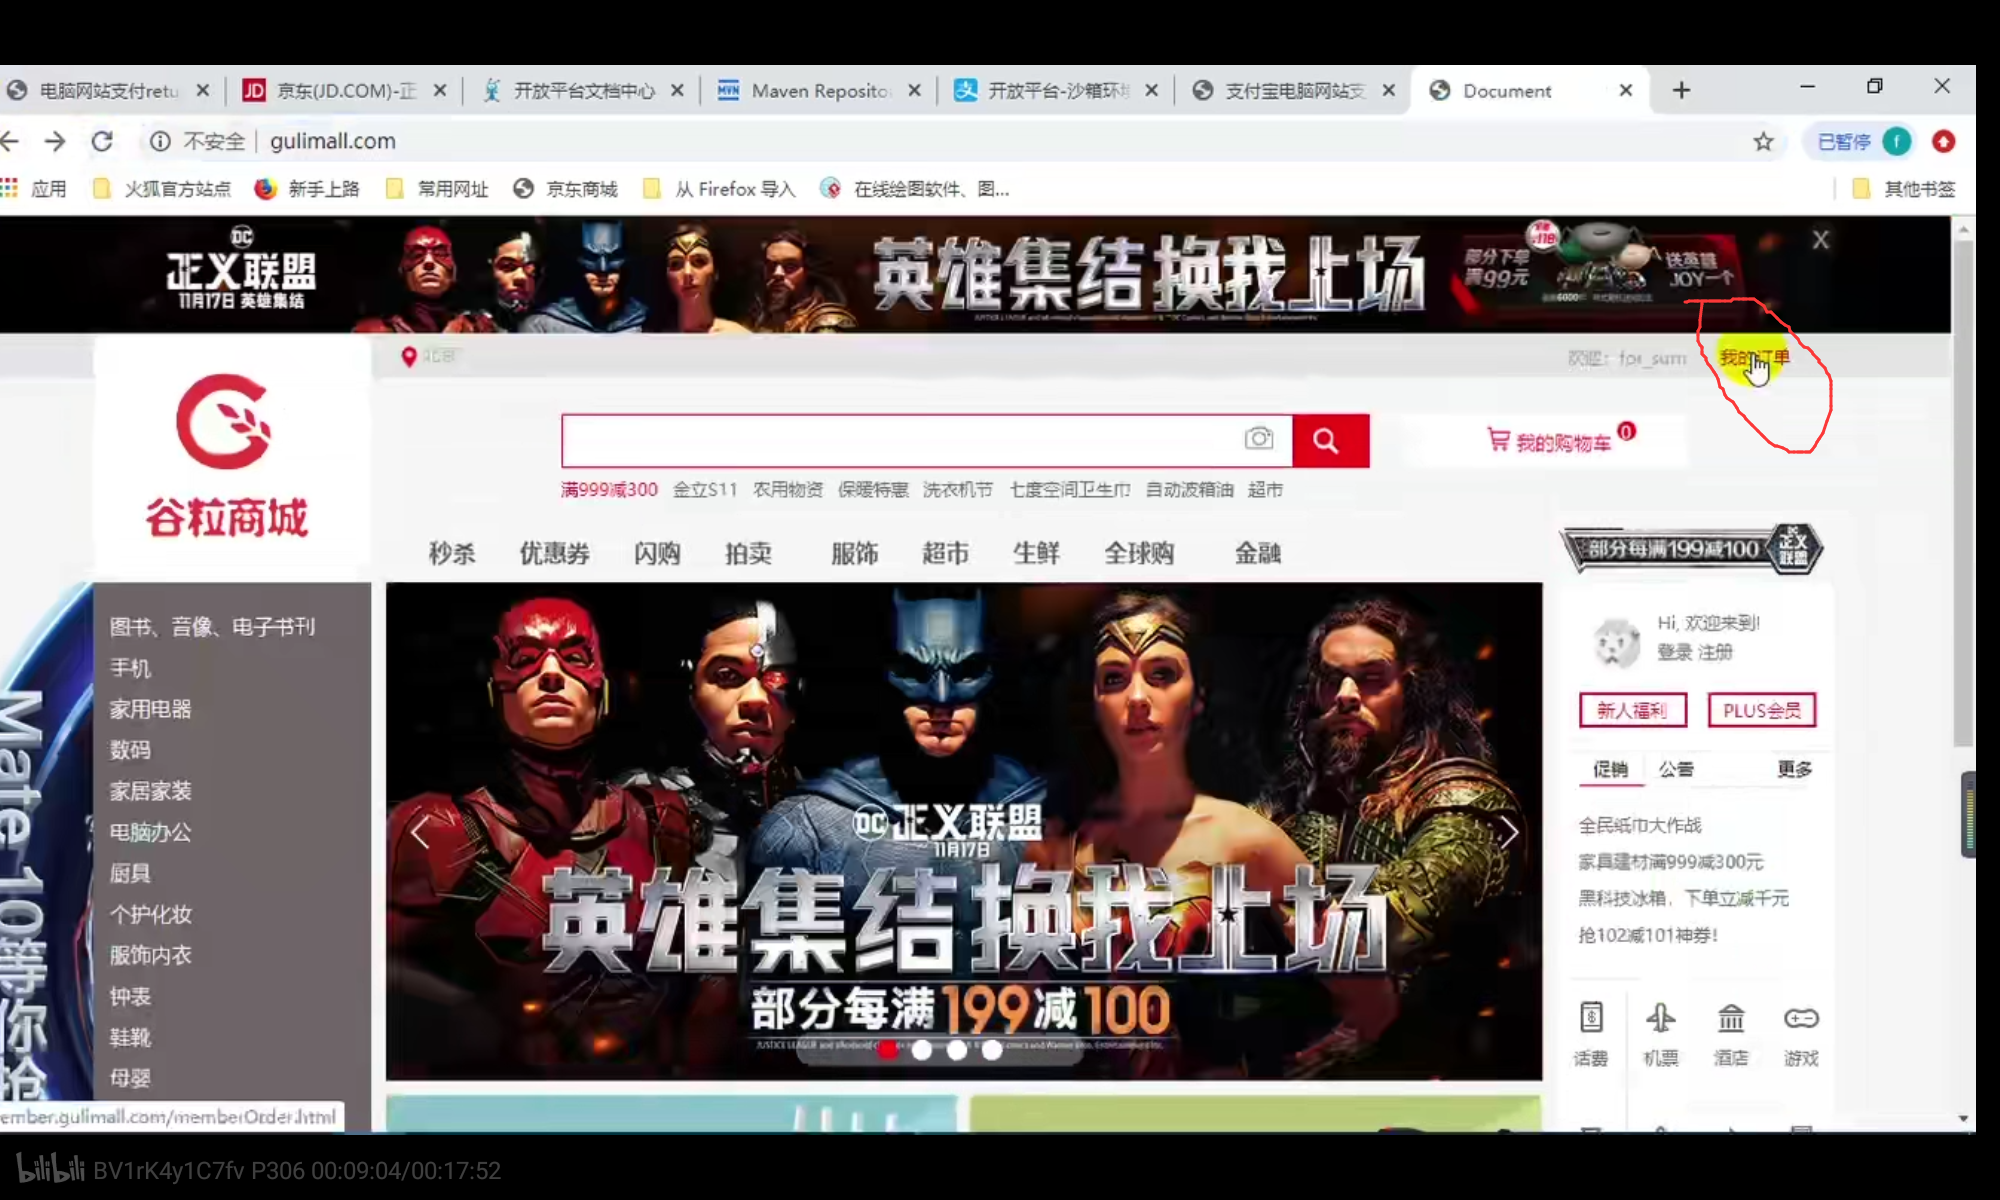 电脑网站支付retu
京东(JD.COM)-正
开放平台文档中心
Maven Reposito
开放平台-沙箱环
支付宝电脑网站支
Document
不安全 | gulimall.com
已暂停
应用
火狐官方站点
新手上路
常用网址
京东商城
从 Firefox 导入
在线绘图软件、图...
其他书签
DC
正义联盟
11月17日 英雄集结
英雄集结换我上场
部分下单
满99元
送英雄
JOY一个
X
北京
欢迎：for_sum
我的订单
谷粒商城
我的购物车 0
满999减300 金立S11 农用物资 保暖特惠 洗衣机节 七度空间卫生巾 自动波箱油 超市
秒杀 优惠券 闪购 拍卖 服饰 超市 生鲜 全球购 金融
部分每满199减100
DC
正义
联盟
图书、音像、电子书刊
手机
家用电器
数码
家居家装
电脑办公
厨具
个护化妆
服饰内衣
钟表
鞋靴
母婴
Mate 10等你抢
DC 正义联盟
11月17日
英雄集结换我上场
部分每满199减100
Hi, 欢迎来到!
登录 注册
新人福利
PLUS会员
促销 公告 更多
全民纸巾大作战
家具建材满999减300元
黑科技冰箱，下单立减千元
抢102减101神券!
话费 机票 酒店 游戏
ember.gulimall.com/memberOrder.html
bilibili BV1rK4y1C7fv P306 00:09:04/00:17:52